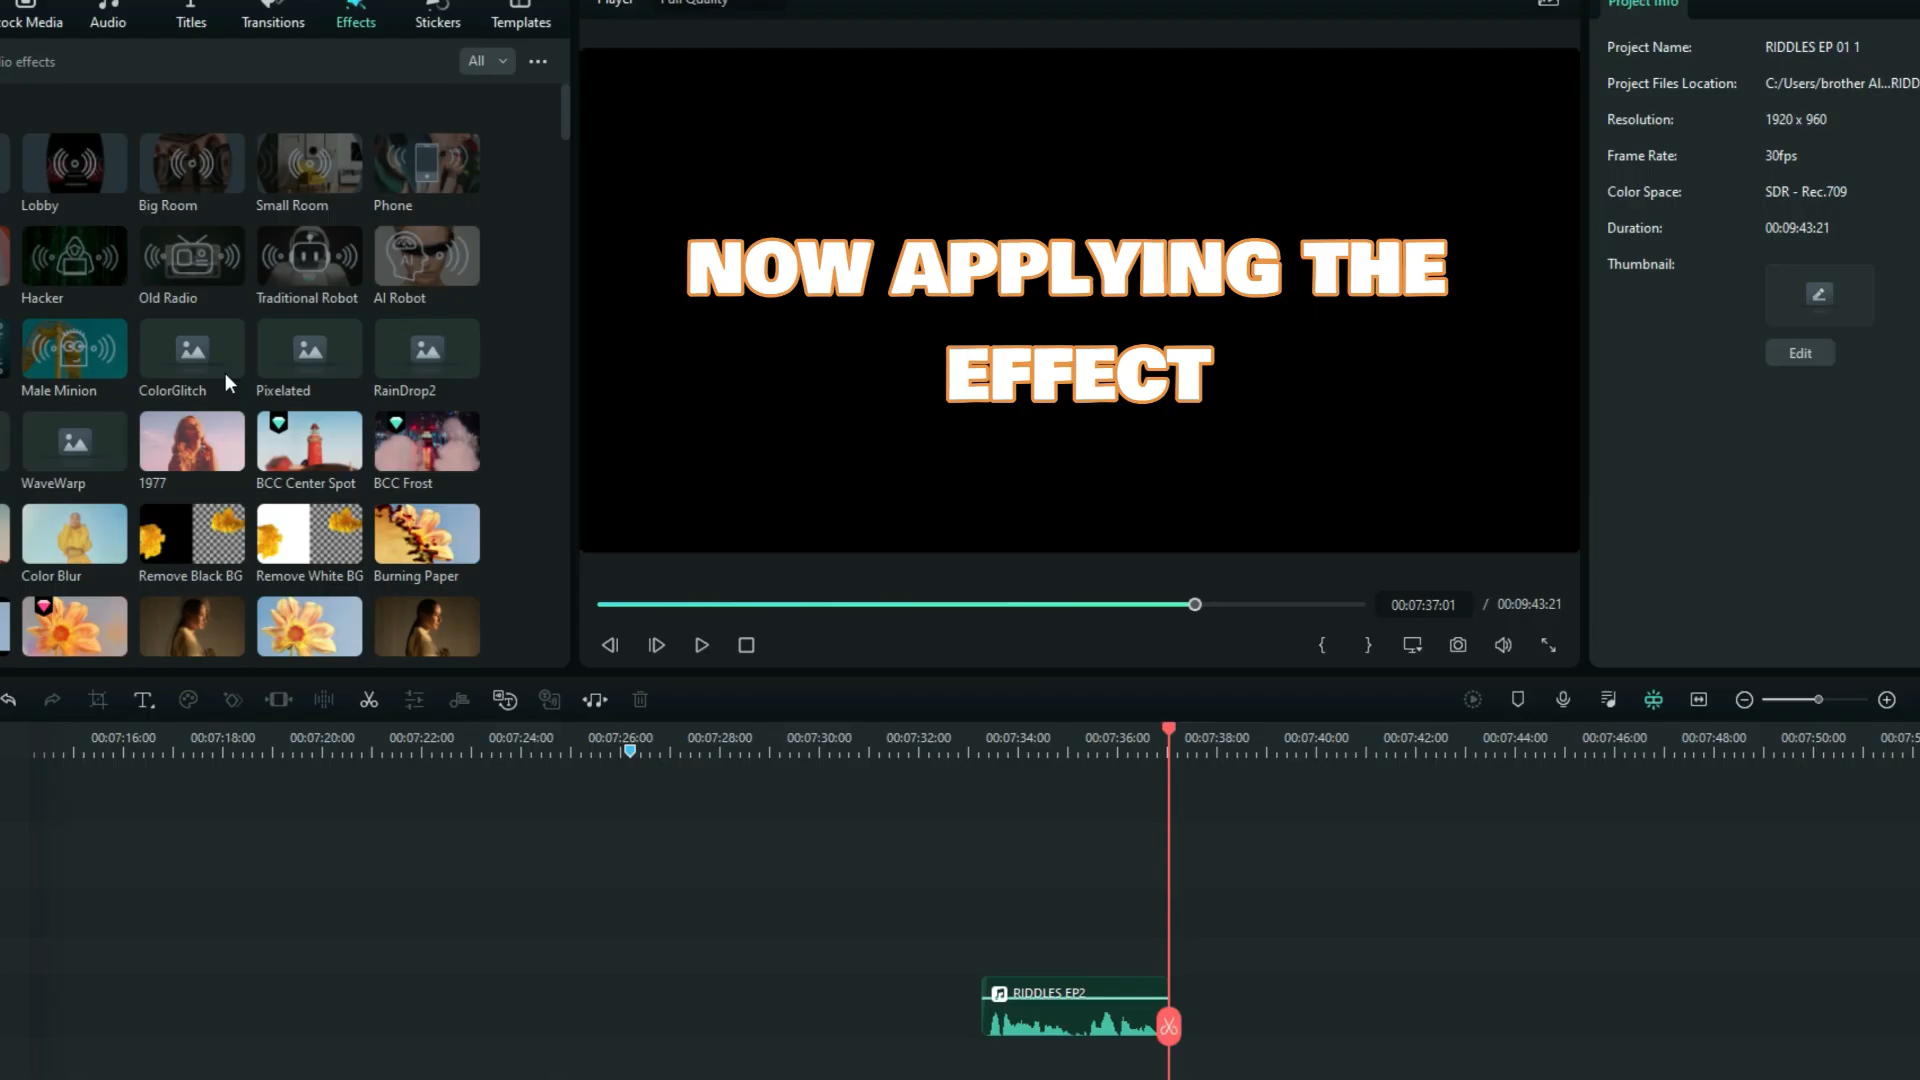 ock Media
Audio
Titles
Transitions
Effects
Stickers
Templates
Player
Full Quality
Project Info
io effects
All
Lobby
Big Room
Small Room
Phone
Hacker
Old Radio
Traditional Robot
AI Robot
AI
Male Minion
ColorGlitch
Pixelated
RainDrop2
WaveWarp
1977
BCC Center Spot
BCC Frost
Color Blur
Remove Black BG
Remove White BG
Burning Paper
NOW APPLYING THE
EFFECT
00:07:37:01 / 00:09:43:21
Project Name: RIDDLES EP 01 1
Project Files Location: C:/Users/brother Al...RIDD
Resolution: 1920 x 960
Frame Rate: 30fps
Color Space: SDR - Rec.709
Duration: 00:09:43:21
Thumbnail:
Edit
00:07:16:00 00:07:18:00 00:07:20:00 00:07:22:00 00:07:24:00 00:07:26:00 00:07:28:00 00:07:30:00 00:07:32:00 00:07:34:00 00:07:36:00 00:07:38:00 00:07:40:00 00:07:42:00 00:07:44:00 00:07:46:00 00:07:48:00 00:07:50:00 00:07:5
RIDDLES EP2